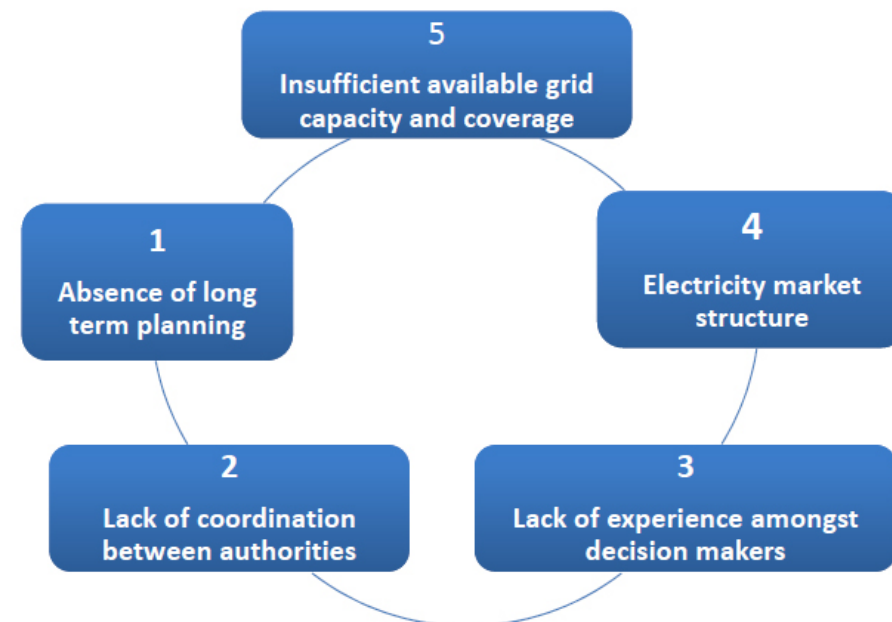 5
Insufficient available grid
capacity and coverage
1
Absence of long
term planning
4
Electricity market
structure
2
Lack of coordination
between authorities
3
Lack of experience amongst
decision makers